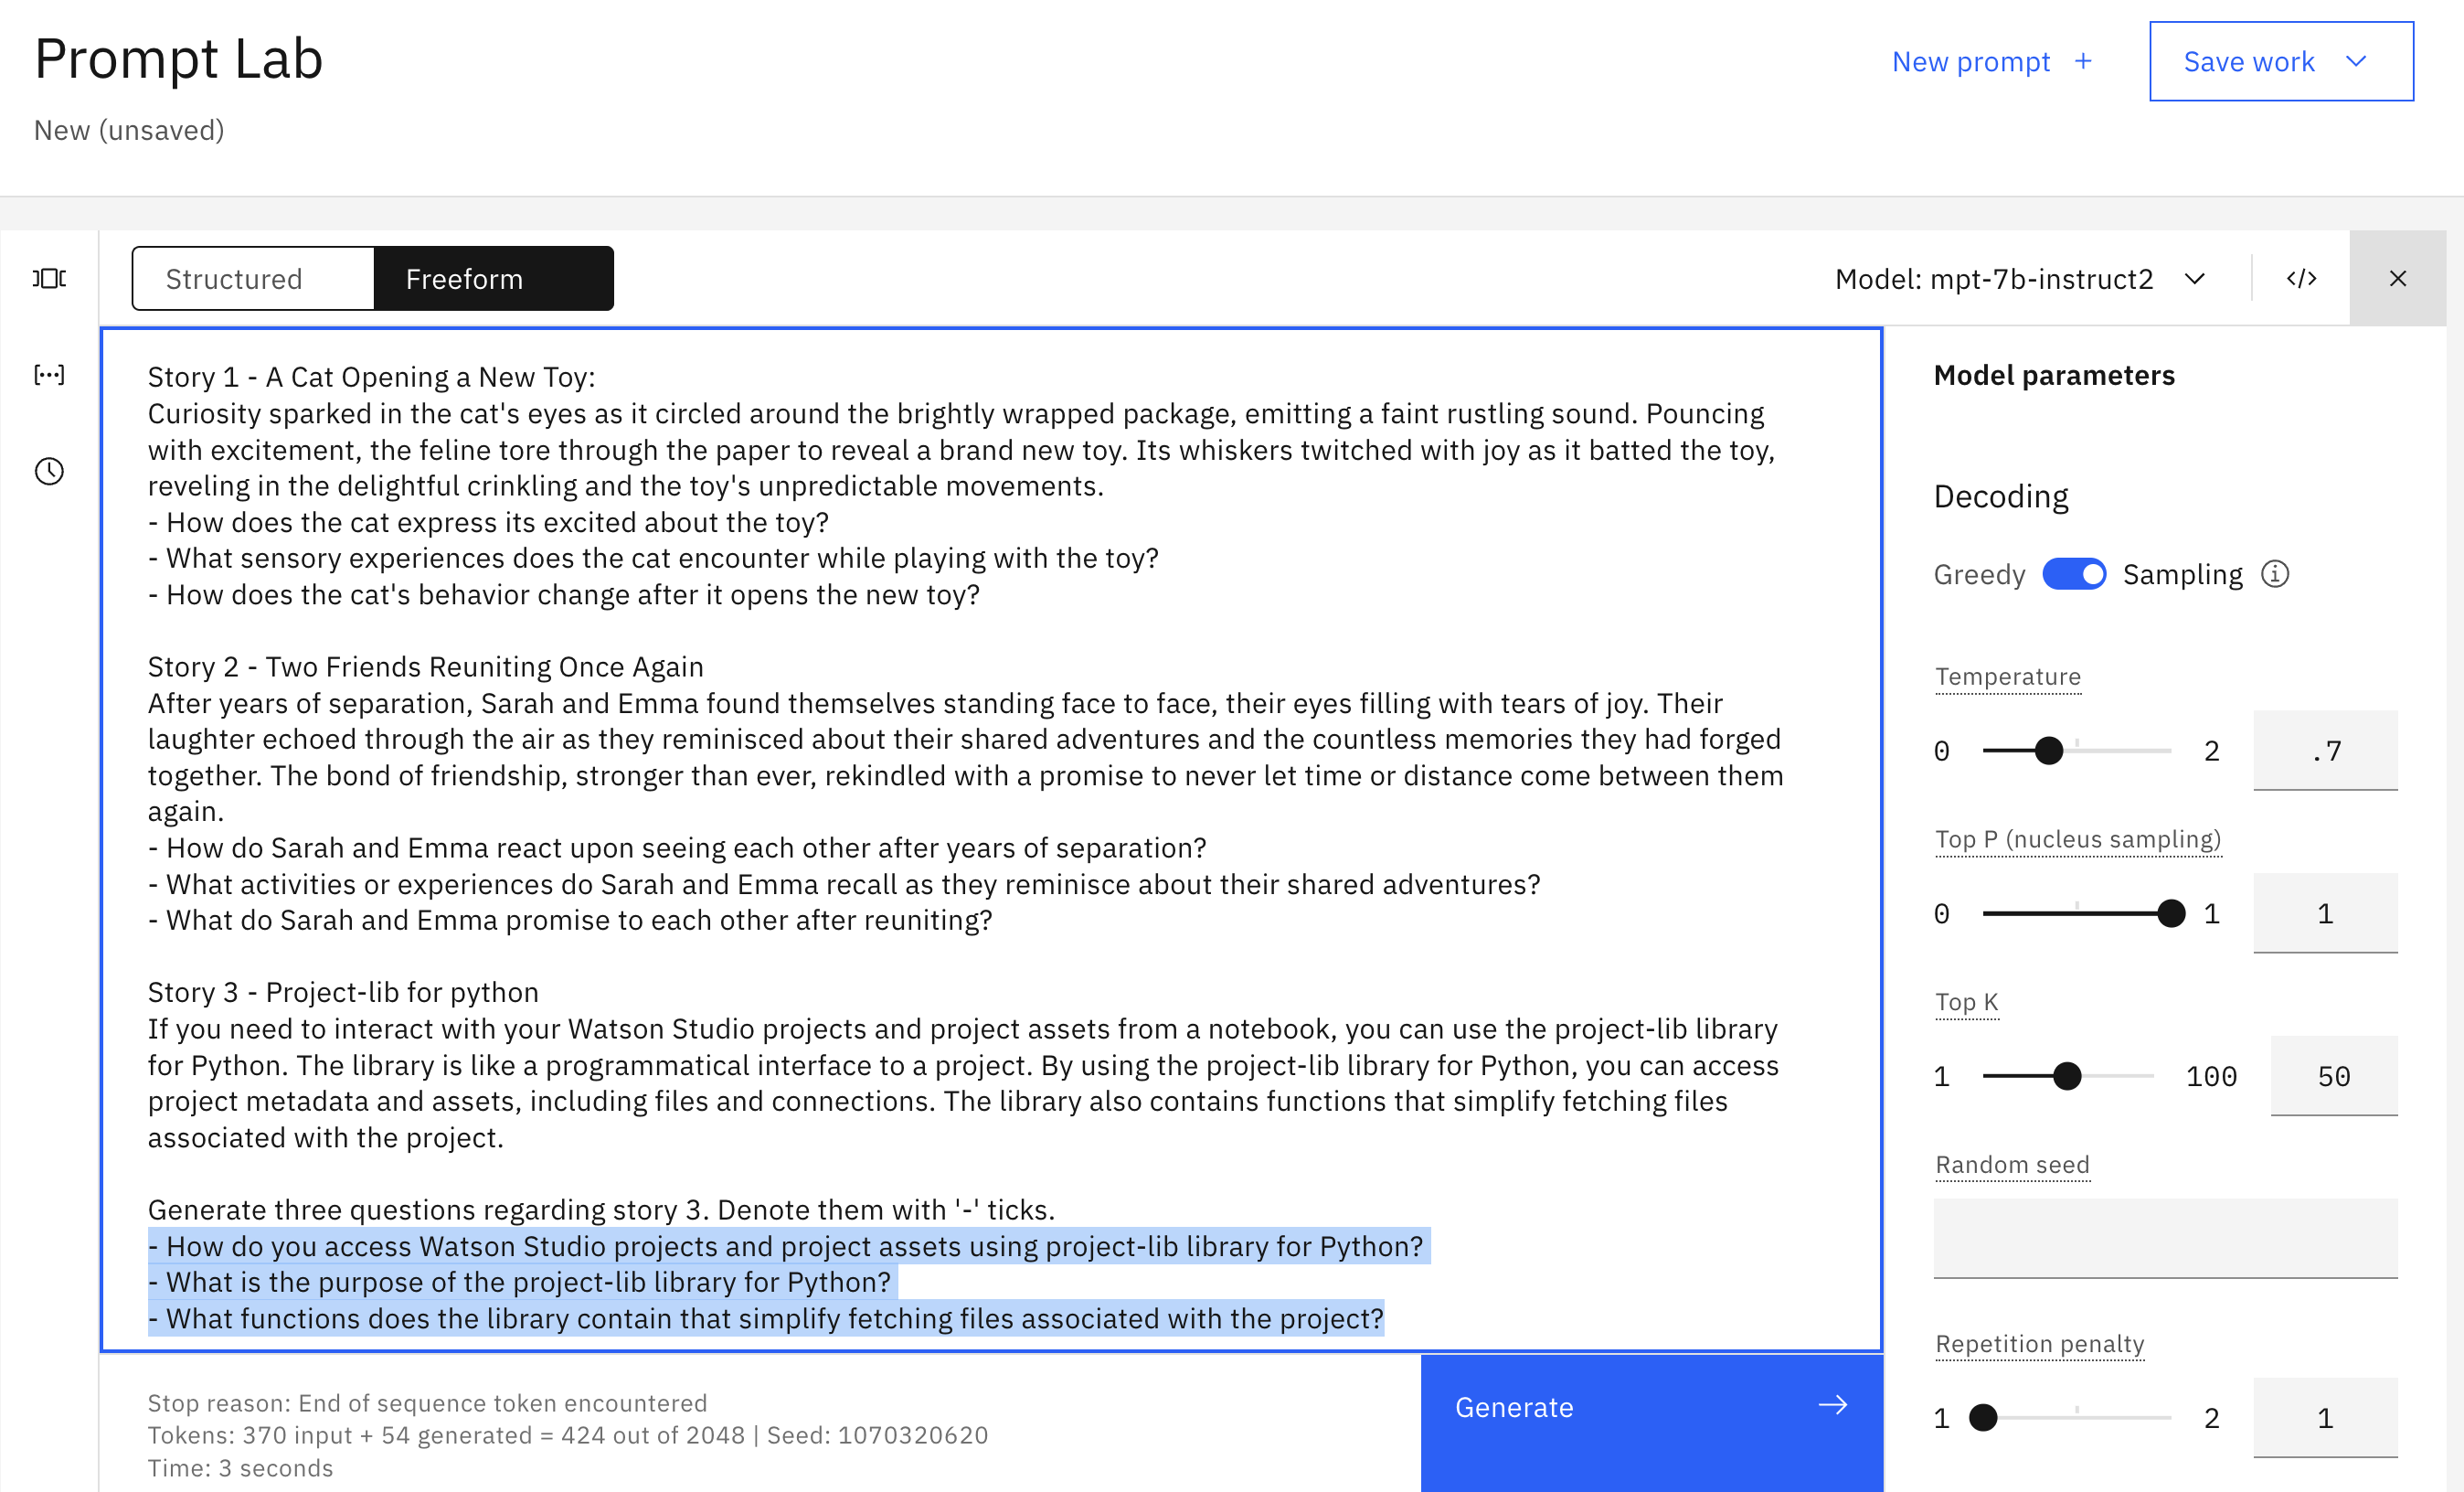 Prompt Lab
New (unsaved)
New prompt +
Save work
Structured
Freeform
Model: mpt-7b-instruct2
</>
Story 1 - A Cat Opening a New Toy:
Curiosity sparked in the cat's eyes as it circled around the brightly wrapped package, emitting a faint rustling sound. Pouncing
with excitement, the feline tore through the paper to reveal a brand new toy. Its whiskers twitched with joy as it batted the toy,
reveling in the delightful crinkling and the toy's unpredictable movements.
- How does the cat express its excited about the toy?
- What sensory experiences does the cat encounter while playing with the toy?
- How does the cat's behavior change after it opens the new toy?
Story 2 - Two Friends Reuniting Once Again
After years of separation, Sarah and Emma found themselves standing face to face, their eyes filling with tears of joy. Their
laughter echoed through the air as they reminisced about their shared adventures and the countless memories they had forged
together. The bond of friendship, stronger than ever, rekindled with a promise to never let time or distance come between them
again.
- How do Sarah and Emma react upon seeing each other after years of separation?
- What activities or experiences do Sarah and Emma recall as they reminisce about their shared adventures?
- What do Sarah and Emma promise to each other after reuniting?
Story 3 - Project-lib for python
If you need to interact with your Watson Studio projects and project assets from a notebook, you can use the project-lib library
for Python. The library is like a programmatical interface to a project. By using the project-lib library for Python, you can access
project metadata and assets, including files and connections. The library also contains functions that simplify fetching files
associated with the project.
Generate three questions regarding story 3. Denote them with '-' ticks.
- How do you access Watson Studio projects and project assets using project-lib library for Python?
- What is the purpose of the project-lib library for Python?
- What functions does the library contain that simplify fetching files associated with the project?
Stop reason: End of sequence token encountered
Tokens: 370 input + 54 generated = 424 out of 2048 | Seed: 1070320620
Time: 3 seconds
Generate
Model parameters
Decoding
Greedy Sampling
Temperature
0 2 .7
Top P (nucleus sampling)
0 1 1
Top K
1 100 50
Random seed
Repetition penalty
1 2 1